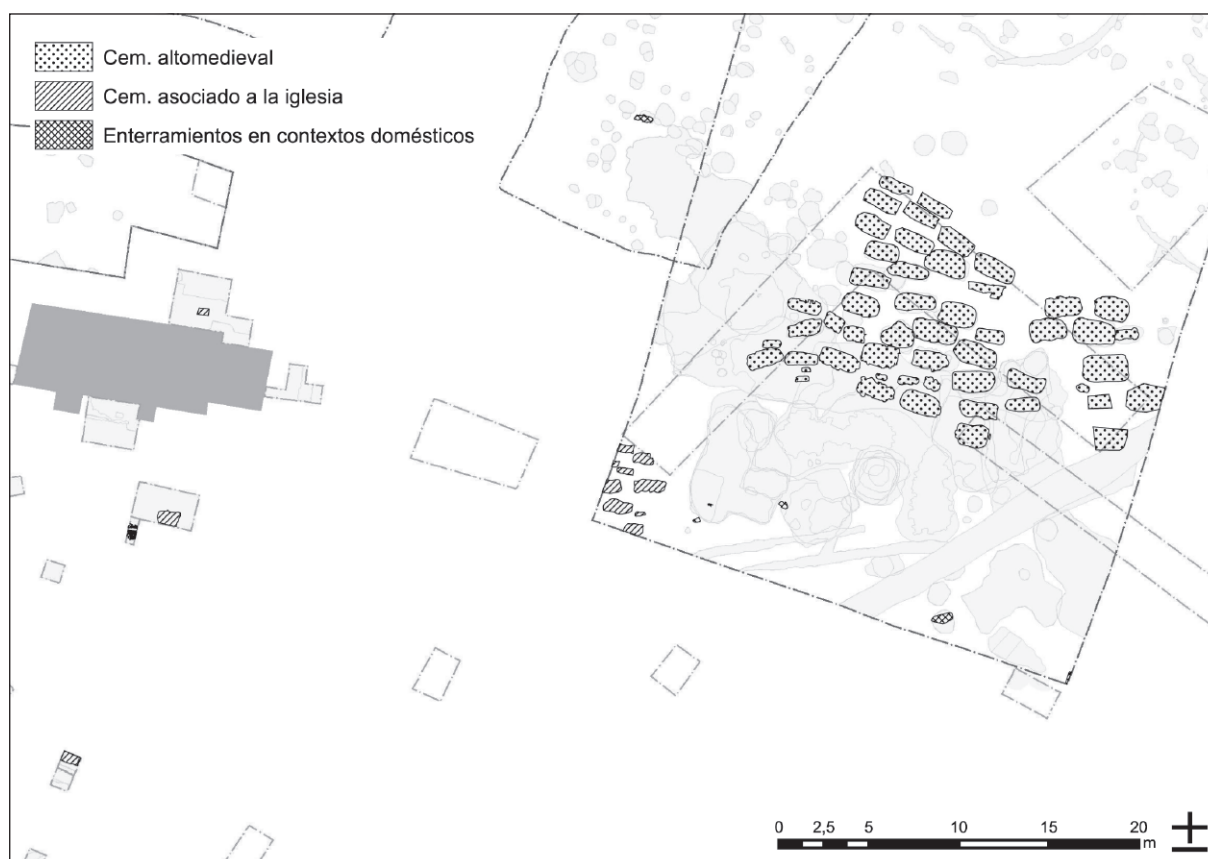 Cem. altomedieval
Cem. asociado a la iglesia
Enterramientos en contextos domésticos
0 2,5 5 10 15 20
m